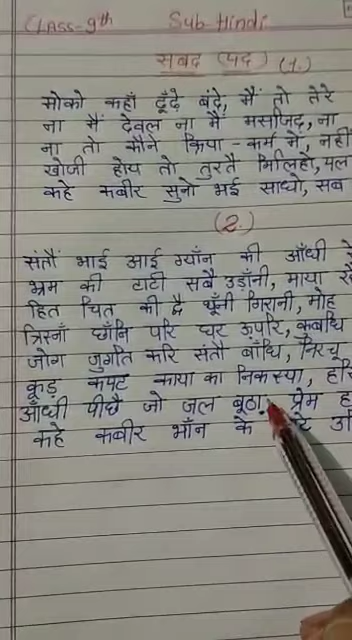 CLASS-9th Sub-Hindi
सबद (पद) (1.)
मोको कहाँ ढूँढ़े बंदे, मैं तो तेरे
ना मैं देवल ना मैं मसजिद, ना
ना तो कौने क्रिया-कर्म में, नहीं
खोजी होय तो तुरतै मिलिहौं, पल
कहे कबीर सुनो भई साधो, सब
(2.)
संतौं भाई आई ग्याँन की आँधी रे
भ्रम की टाटी सबै उड़ाँनी, माया
हित चित की द्वै थूँनी गिराँनी, मोह
त्रिस्नाँ छाँनि परि घर ऊपरि, कुबधि
जोग जुगति करि संतौ बाँधि, निरचू
कूड़ कपट काया का निकस्या, हरि
आँधी पीछै जो जल बूठा, प्रेम ह
कहे कबीर भाँन के